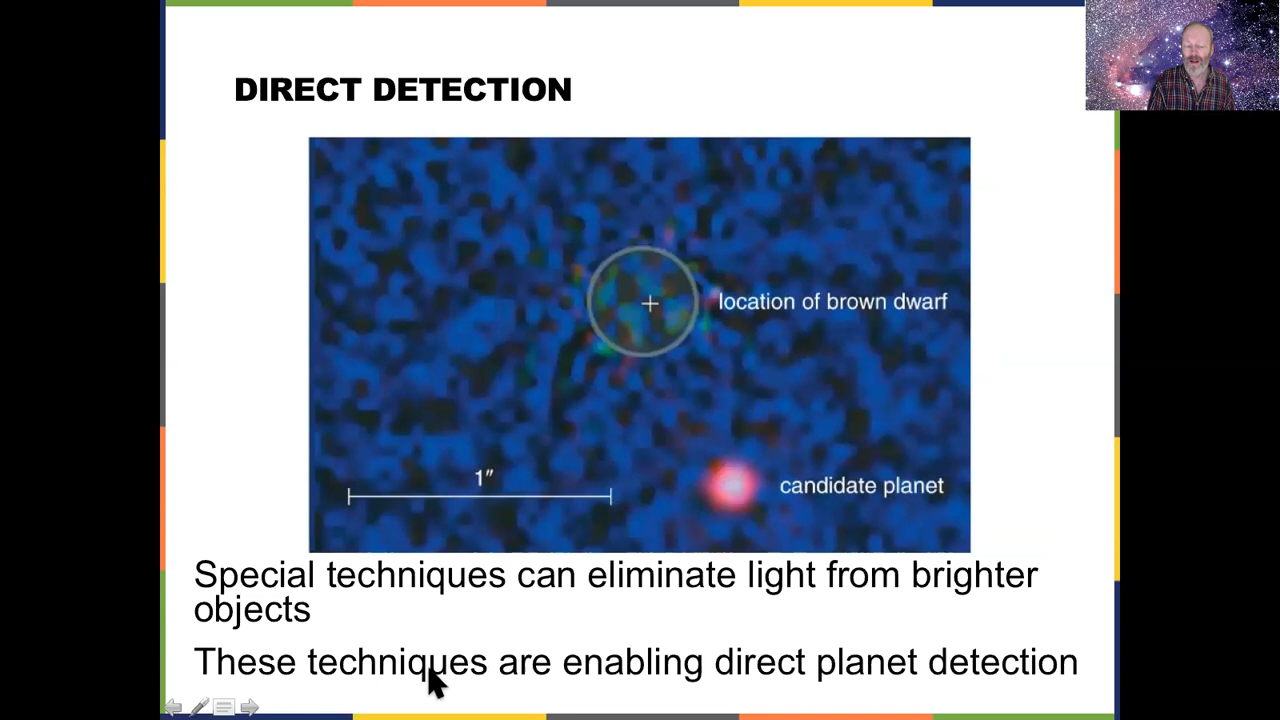 DIRECT DETECTION
location of brown dwarf
1″
candidate planet
Special techniques can eliminate light from brighter
objects
These techniques are enabling direct planet detection